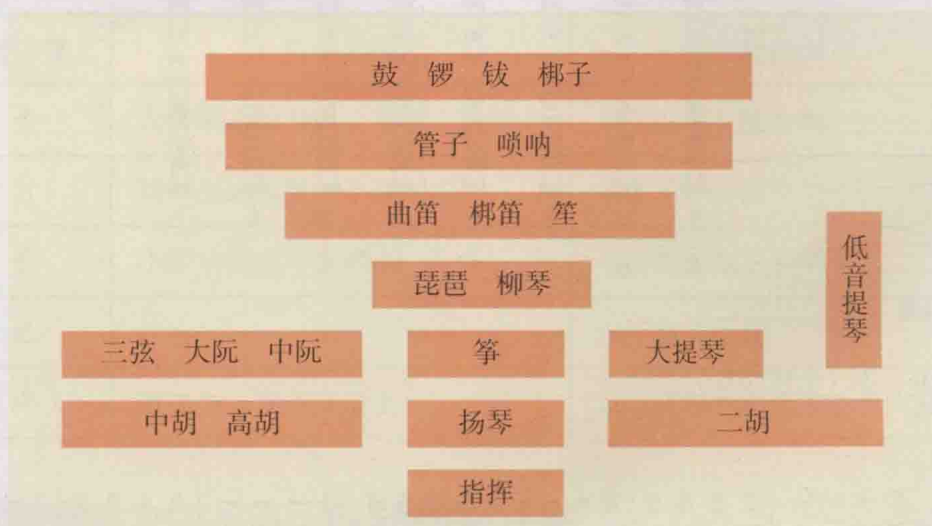 鼓 锣 钹 梆子
管子 唢呐
曲笛 梆笛 笙
低音提琴
琵琶 柳琴
三弦 大阮 中阮
筝
大提琴
中胡 高胡
扬琴
二胡
指挥